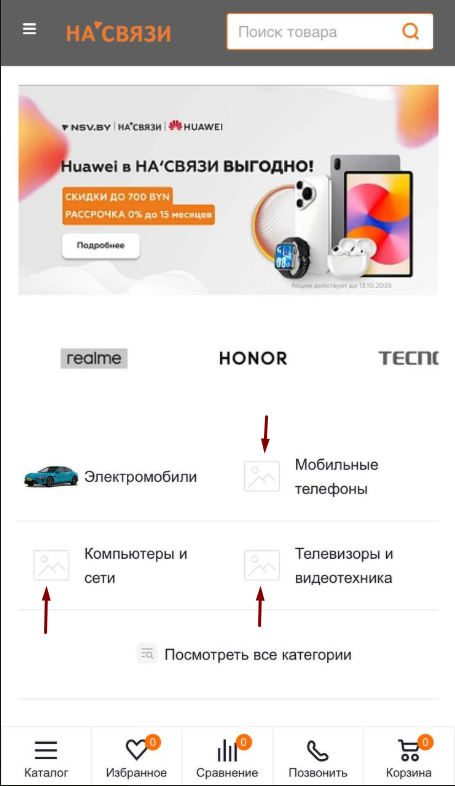 НА'СВЯЗИ
Поиск товара
NSV.BY | НА'СВЯЗИ | HUAWEI
Huawei в НА'СВЯЗИ ВЫГОДНО!
СКИДКИ ДО 700 BYN
РАССРОЧКА 0% до 15 месяцев
Подробнее
Акция действует до 13.10.2025
realme
HONOR
TECNO
Электромобили
Мобильные
телефоны
Компьютеры и
сети
Телевизоры и
видеотехника
Посмотреть все категории
0
0
0
Каталог
Избранное
Сравнение
Позвонить
Корзина